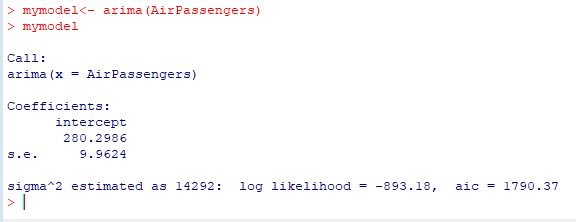 > mymodel<- arima(AirPassengers)
> mymodel
Call:
arima(x = AirPassengers)
Coefficients:
intercept
280.2986
s.e. 9.9624
sigma^2 estimated as 14292: log likelihood = -893.18, aic = 1790.37
>